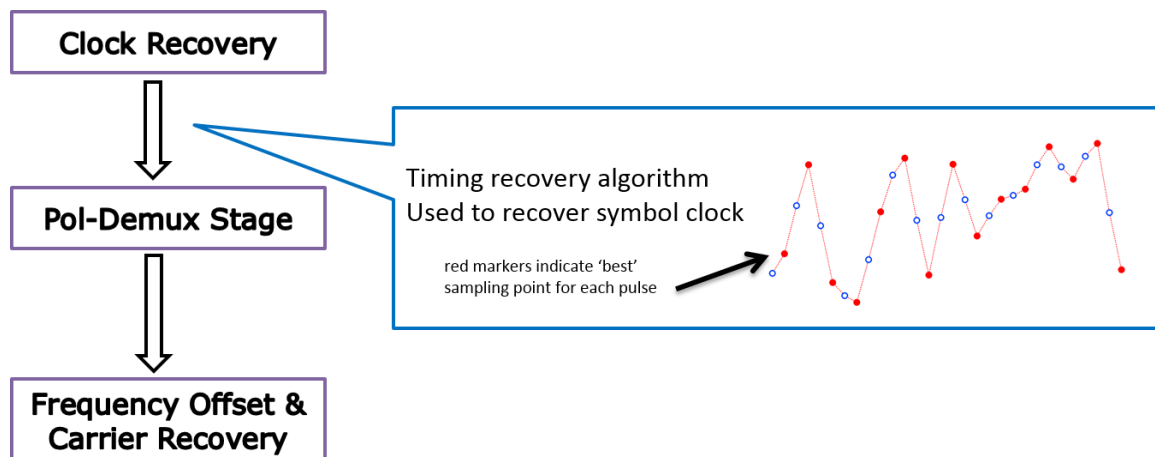 Clock Recovery
Timing recovery algorithm
Used to recover symbol clock
red markers indicate ‘best’
sampling point for each pulse
Pol-Demux Stage
Frequency Offset &
Carrier Recovery